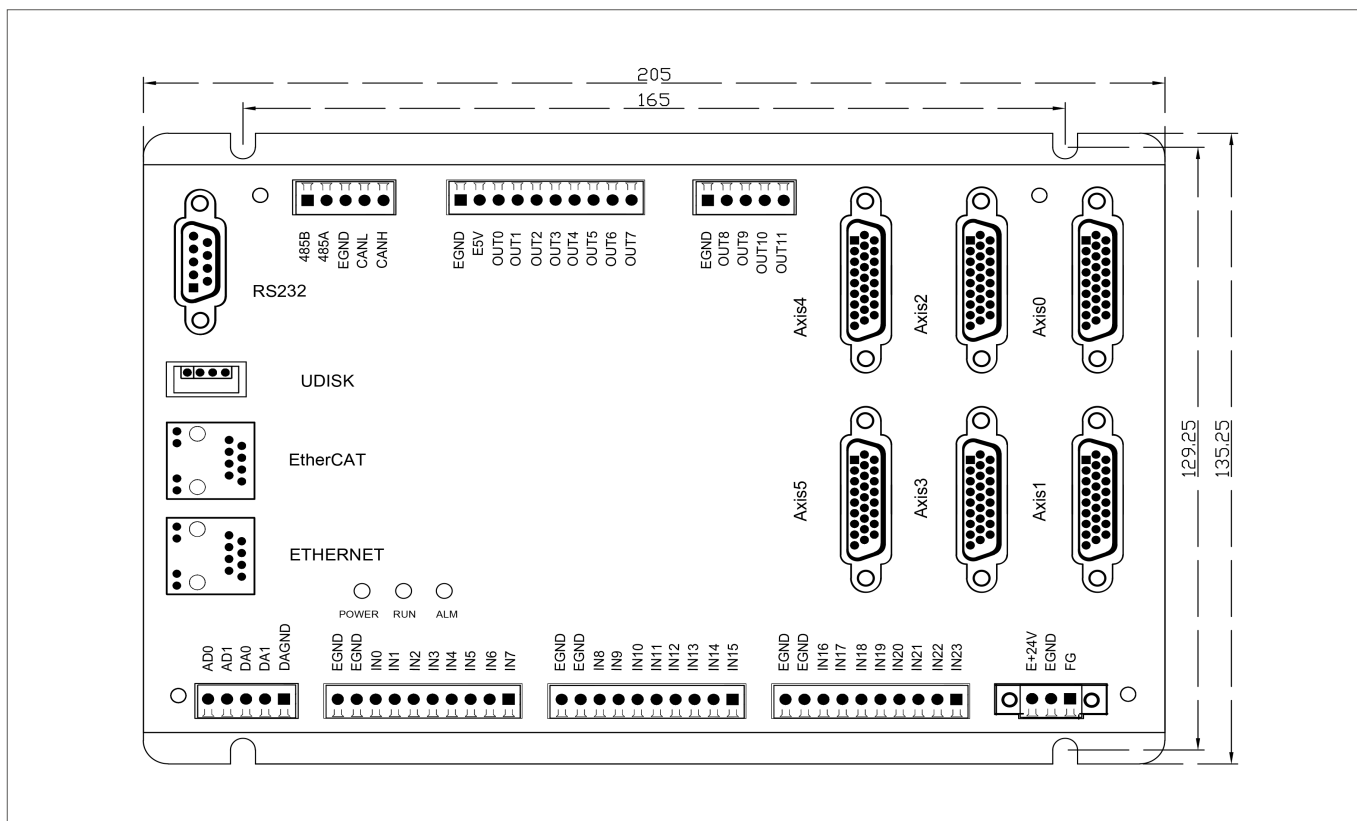 205
165
485B
485A
EGND
CANL
CANH
EGND
E5V
OUT0
OUT1
OUT2
OUT3
OUT4
OUT5
OUT6
OUT7
EGND
OUT8
OUT9
OUT10
OUT11
RS232
Axis4
Axis2
Axis0
UDISK
EtherCAT
129.25
135.25
Axis5
Axis3
Axis1
ETHERNET
POWER
RUN
ALM
AD0
AD1
DA0
DA1
DAGND
EGND
EGND
IN0
IN1
IN2
IN3
IN4
IN5
IN6
IN7
EGND
EGND
IN8
IN9
IN10
IN11
IN12
IN13
IN14
IN15
EGND
EGND
IN16
IN17
IN18
IN19
IN20
IN21
IN22
IN23
E+24V
EGND
FG